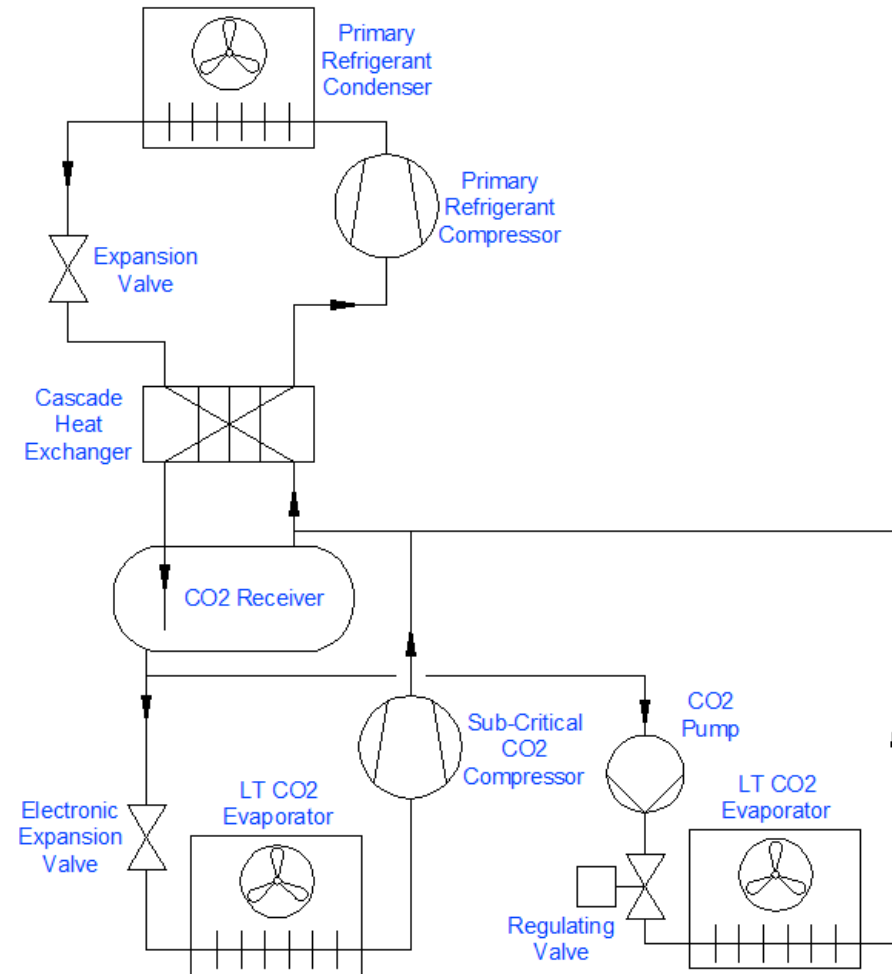 Primary
Refrigerant
Condenser
Primary
Refrigerant
Compressor
Expansion
Valve
Cascade
Heat
Exchanger
CO2 Receiver
Sub-Critical
CO2
Compressor
CO2
Pump
LT CO2
Evaporator
LT CO2
Evaporator
Electronic
Expansion
Valve
Regulating
Valve